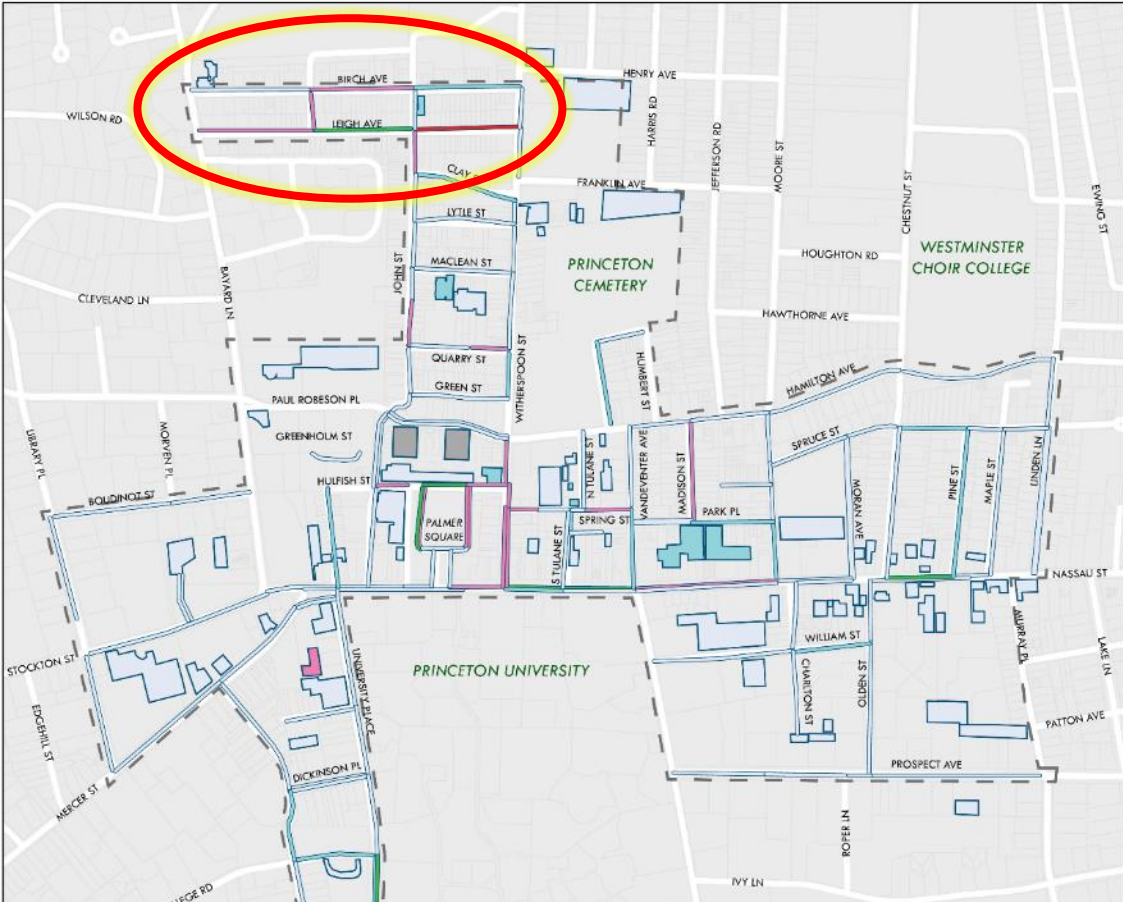 BIRCH AVE
HENRY AVE
WILSON RD
LEIGH AVE
HARRIS RD
JEFFERSON RD
MOORE ST
CHESTNUT ST
EWING ST
CLAY
FRANKLIN AVE
LYTLE ST
WESTMINSTER
CHOIR COLLEGE
HOUGHTON RD
PRINCETON
CEMETERY
MACLEAN ST
JOHN ST
BAYARD LN
CLEVELAND LN
HAWTHORNE AVE
WITHERSPOON ST
QUARRY ST
HUMBERT ST
GREEN ST
HAMILTON AVE
PAUL ROBESON PL
GREENHOLM ST
LIBRARY PL
MORVEN PL
N TULANE ST
VANDEVENTER AVE
MADISON ST
SPRUCE ST
MORAN AVE
PINE ST
MAPLE ST
LINDEN LN
HULFISH ST
BOUDINOT ST
PALMER
SQUARE
SPRING ST
PARK PL
S TULANE ST
NASSAU ST
MURRAY PL
LAKE LN
WILLIAM ST
STOCKTON ST
PRINCETON UNIVERSITY
UNIVERSITY PLACE
CHARLTON ST
OLDEN ST
EDGEHILL ST
PATTON AVE
DICKINSON PL
PROSPECT AVE
MERCER ST
ROPER LN
IVY LN
LEGE RD